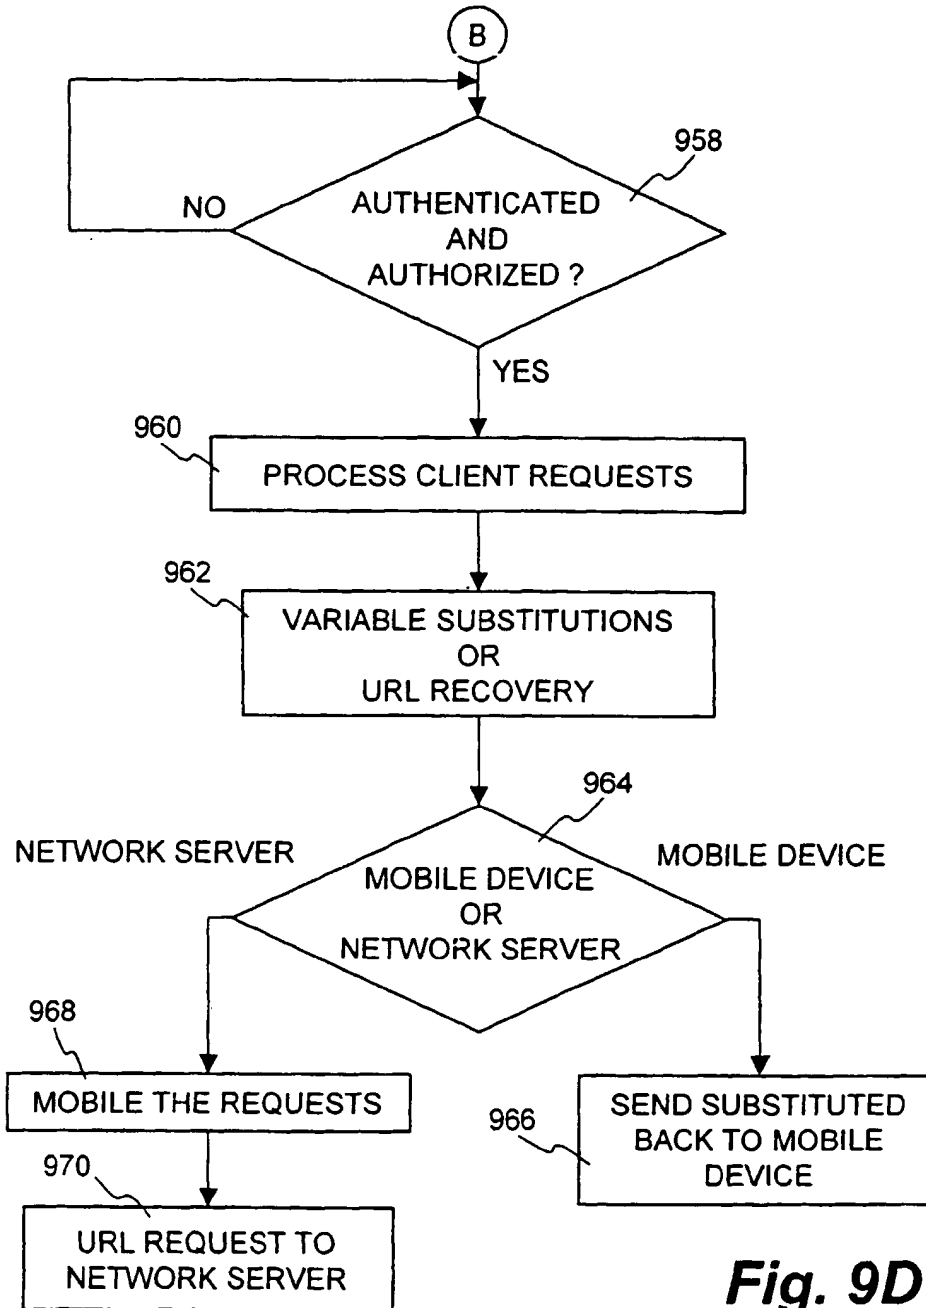 B
958
NO
AUTHENTICATED
AND
AUTHORIZED ?
YES
960
PROCESS CLIENT REQUESTS
962
VARIABLE SUBSTITUTIONS
OR
URL RECOVERY
964
NETWORK SERVER
MOBILE DEVICE
MOBILE DEVICE
OR
NETWORK SERVER
968
MOBILE THE REQUESTS
966
SEND SUBSTITUTED
BACK TO MOBILE
DEVICE
970
URL REQUEST TO
NETWORK SERVER
Fig. 9D